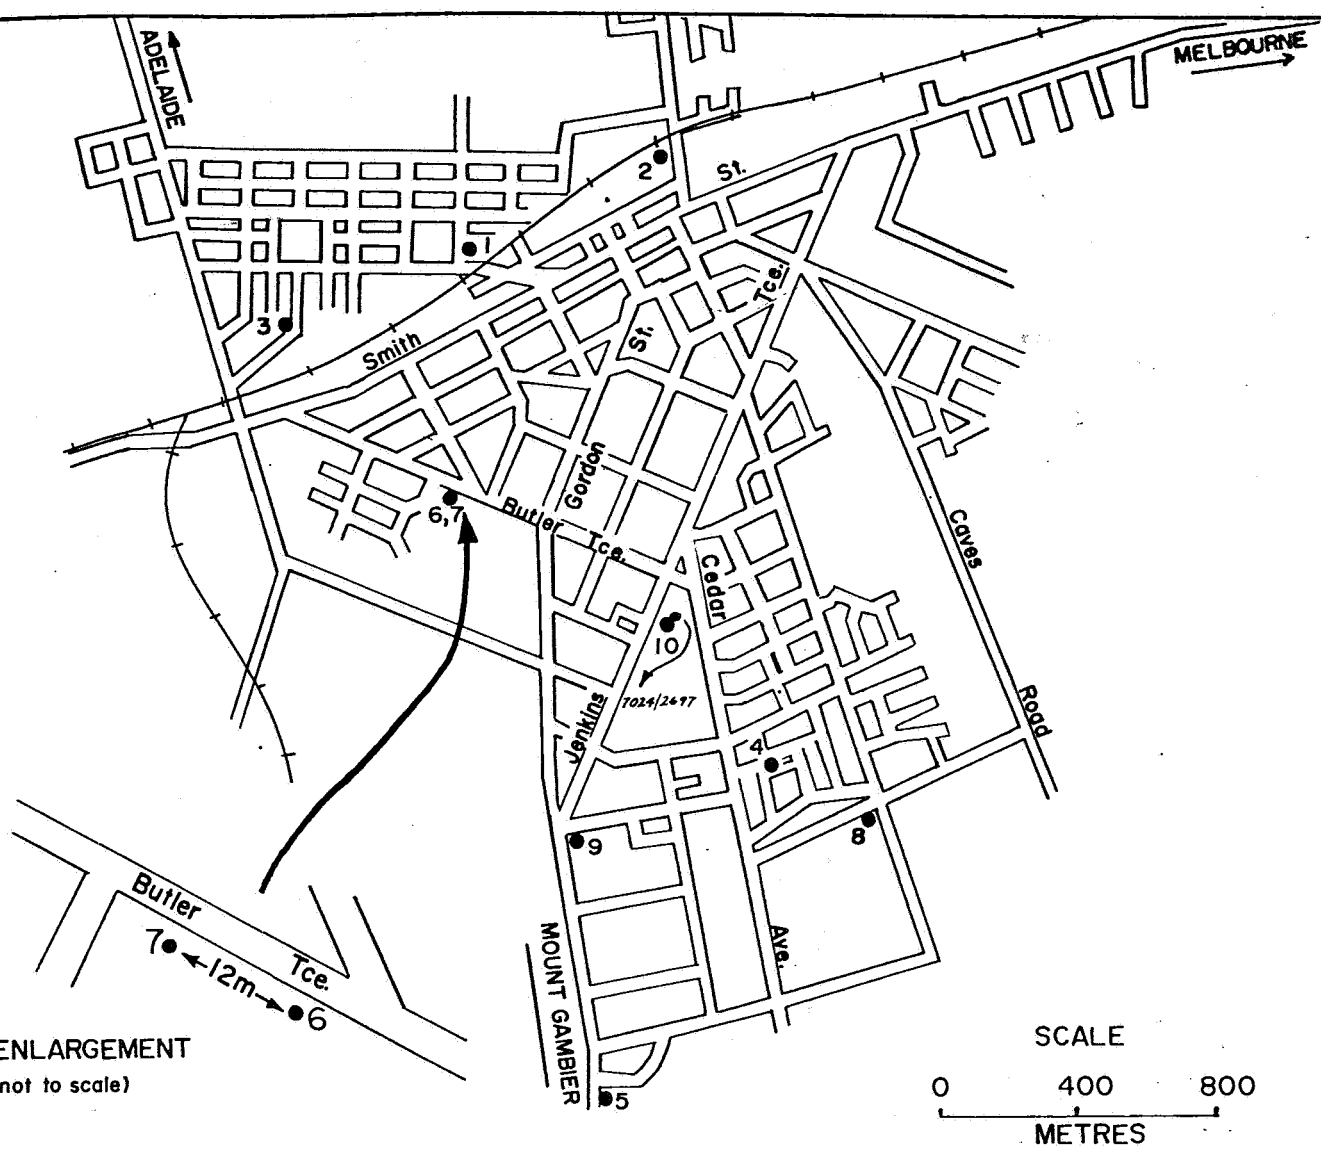 ADELAIDE
MELBOURNE
2
St.
1
Tce.
3
Smith
St.
Gordon
6,7
Butler
Tce.
Cedar
Caves
10
7024/2697
Jenkins
Road
4
8
9
Butler
7
12m
Tce.
6
MOUNT GAMBIER
Ave.
ENLARGEMENT
not to scale)
5
SCALE
0 400 800
METRES